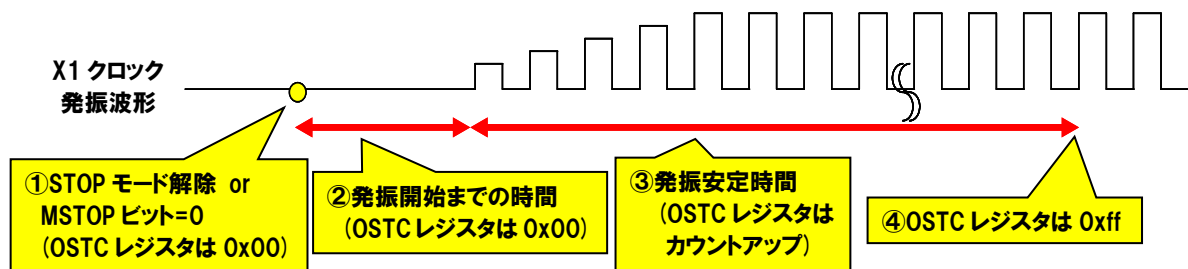 X1 クロック
発振波形
①STOP モード解除 or
MSTOP ビット=0
(OSTC レジスタは 0x00)
②発振開始までの時間
(OSTC レジスタは 0x00)
③発振安定時間
(OSTC レジスタは
カウントアップ)
④OSTC レジスタは 0xff